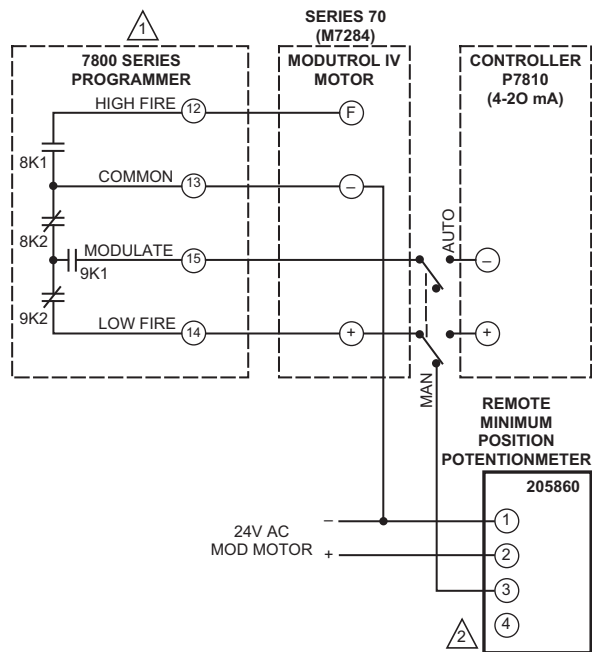 1
7800 SERIES
PROGRAMMER
SERIES 70
(M7284)
MODUTROL IV
MOTOR
CONTROLLER
P7810
(4-2O mA)
HIGH FIRE
12
F
8K1
COMMON
13
–
8K2
MODULATE
15
AUTO
–
9K1
9K2
LOW FIRE
14
+
+
MAN
REMOTE
MINIMUM
POSITION
POTENTIONMETER
205860
–
1
24V AC
MOD MOTOR
+
2
3
4
2